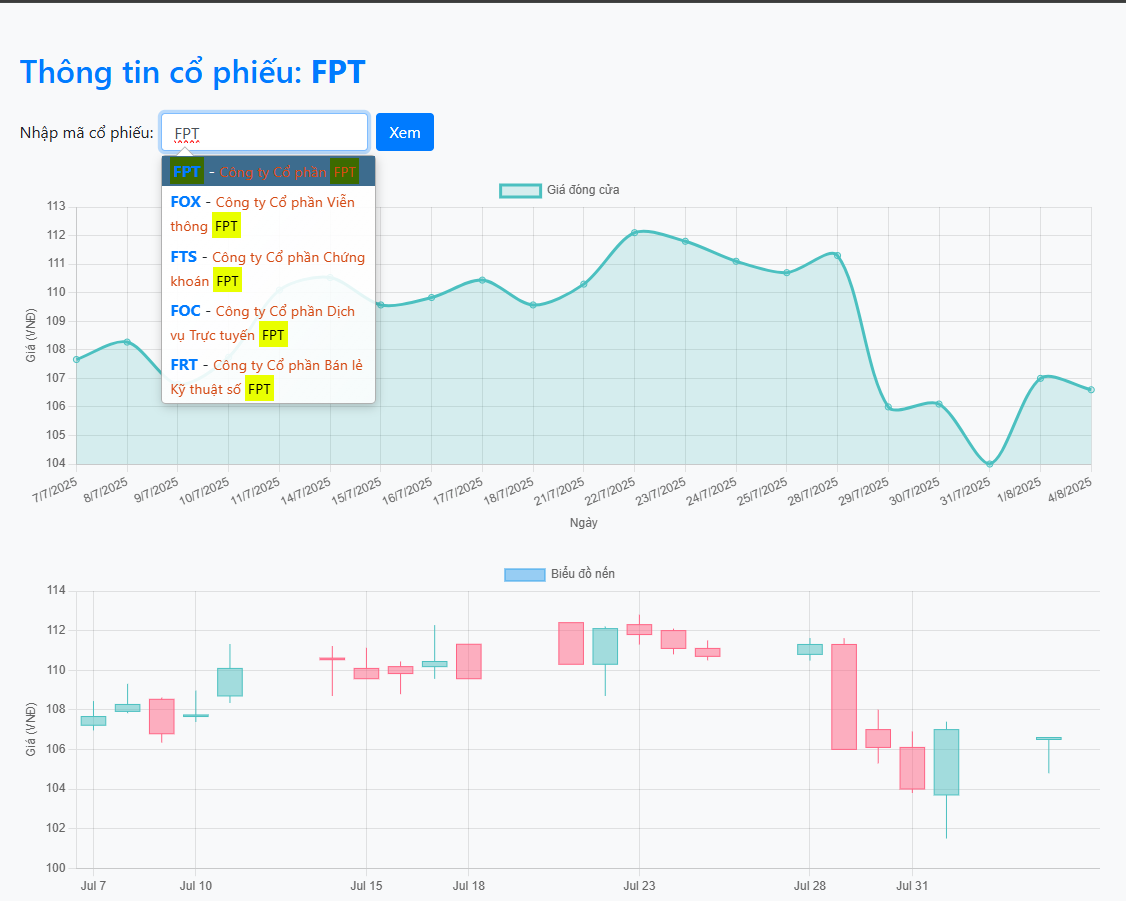 Thông tin cổ phiếu: FPT
Nhập mã cổ phiếu: FPT Xem
FPT - Công ty Cổ phần FPT
FOX - Công ty Cổ phần Viễn
thông FPT
FTS - Công ty Cổ phần Chứng
khoán FPT
FOC - Công ty Cổ phần Dịch
vụ Trực tuyến FPT
FRT - Công ty Cổ phần Bán lẻ
Kỹ thuật số FPT
Giá đóng cửa
113
112
111
110
109
108
107
106
105
104
Giá (VNĐ)
7/7/2025 8/7/2025 9/7/2025 10/7/2025 11/7/2025 14/7/2025 15/7/2025 16/7/2025 17/7/2025 18/7/2025 21/7/2025 22/7/2025 23/7/2025 24/7/2025 25/7/2025 28/7/2025 29/7/2025 30/7/2025 31/7/2025 1/8/2025 4/8/2025
Ngày
Biểu đồ nến
114
112
110
108
106
104
102
100
Giá (VNĐ)
Jul 7 Jul 10 Jul 15 Jul 18 Jul 23 Jul 28 Jul 31